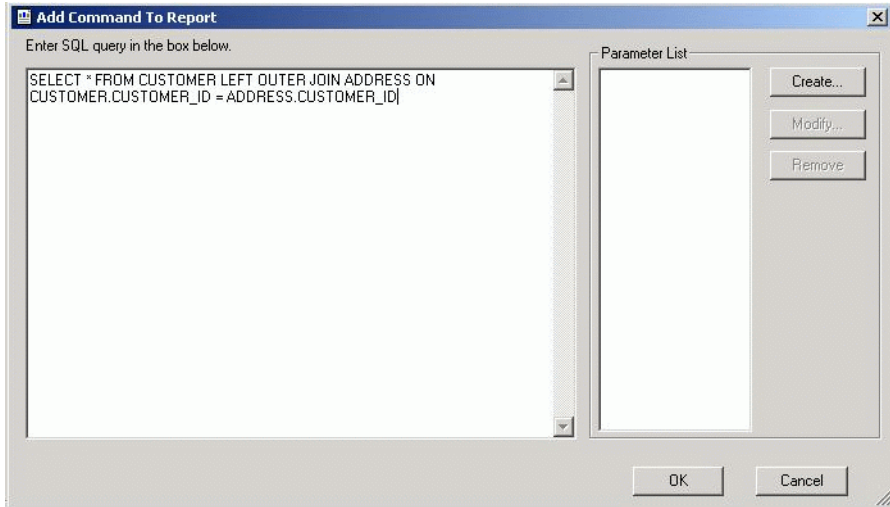 Add Command To Report
Enter SQL query in the box below.
SELECT * FROM CUSTOMER LEFT OUTER JOIN ADDRESS ON
CUSTOMER.CUSTOMER_ID = ADDRESS.CUSTOMER_ID
Parameter List
Create...
Modify...
Remove
OK
Cancel